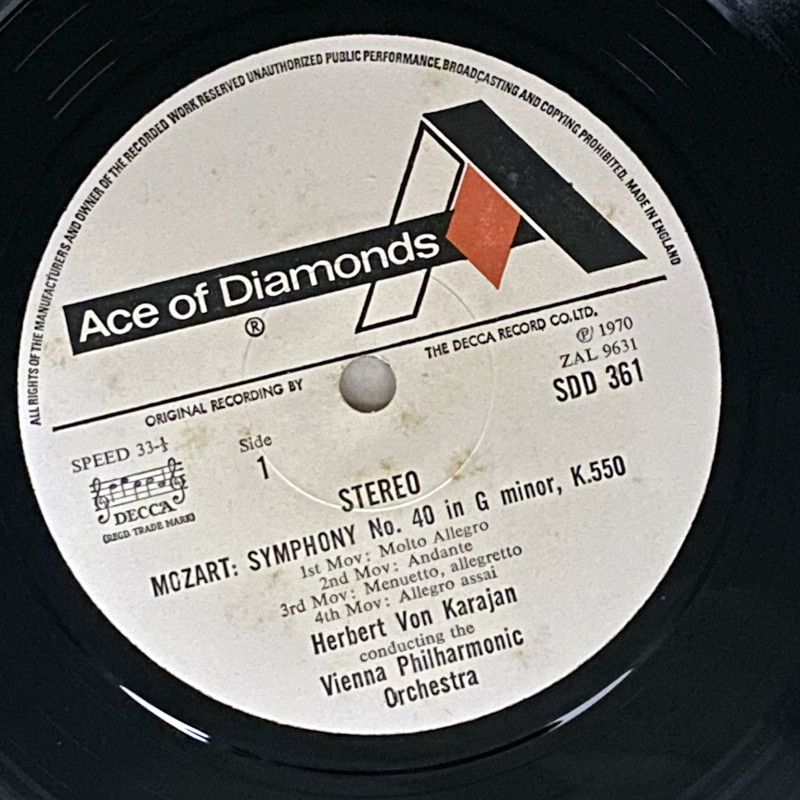 ALL RIGHTS OF THE MANUFACTURERS AND OWNER OF THE RECORDED WORK RESERVED UNAUTHORIZED PUBLIC PERFORMANCE, BROADCASTING AND COPYING PROHIBITED. MADE IN ENGLAND
Ace of Diamonds
®
ORIGINAL RECORDING BY
THE DECCA RECORD CO. LTD.
℗ 1970
ZAL 9631
SDD 361
SPEED 33⅓
DECCA
(REGD TRADE MARK)
Side
1
STEREO
MOZART: SYMPHONY No. 40 in G minor, K.550
1st Mov: Molto Allegro
2nd Mov: Andante
3rd Mov: Menuetto, allegretto
4th Mov: Allegro assai
Herbert Von Karajan
conducting the
Vienna Philharmonic
Orchestra